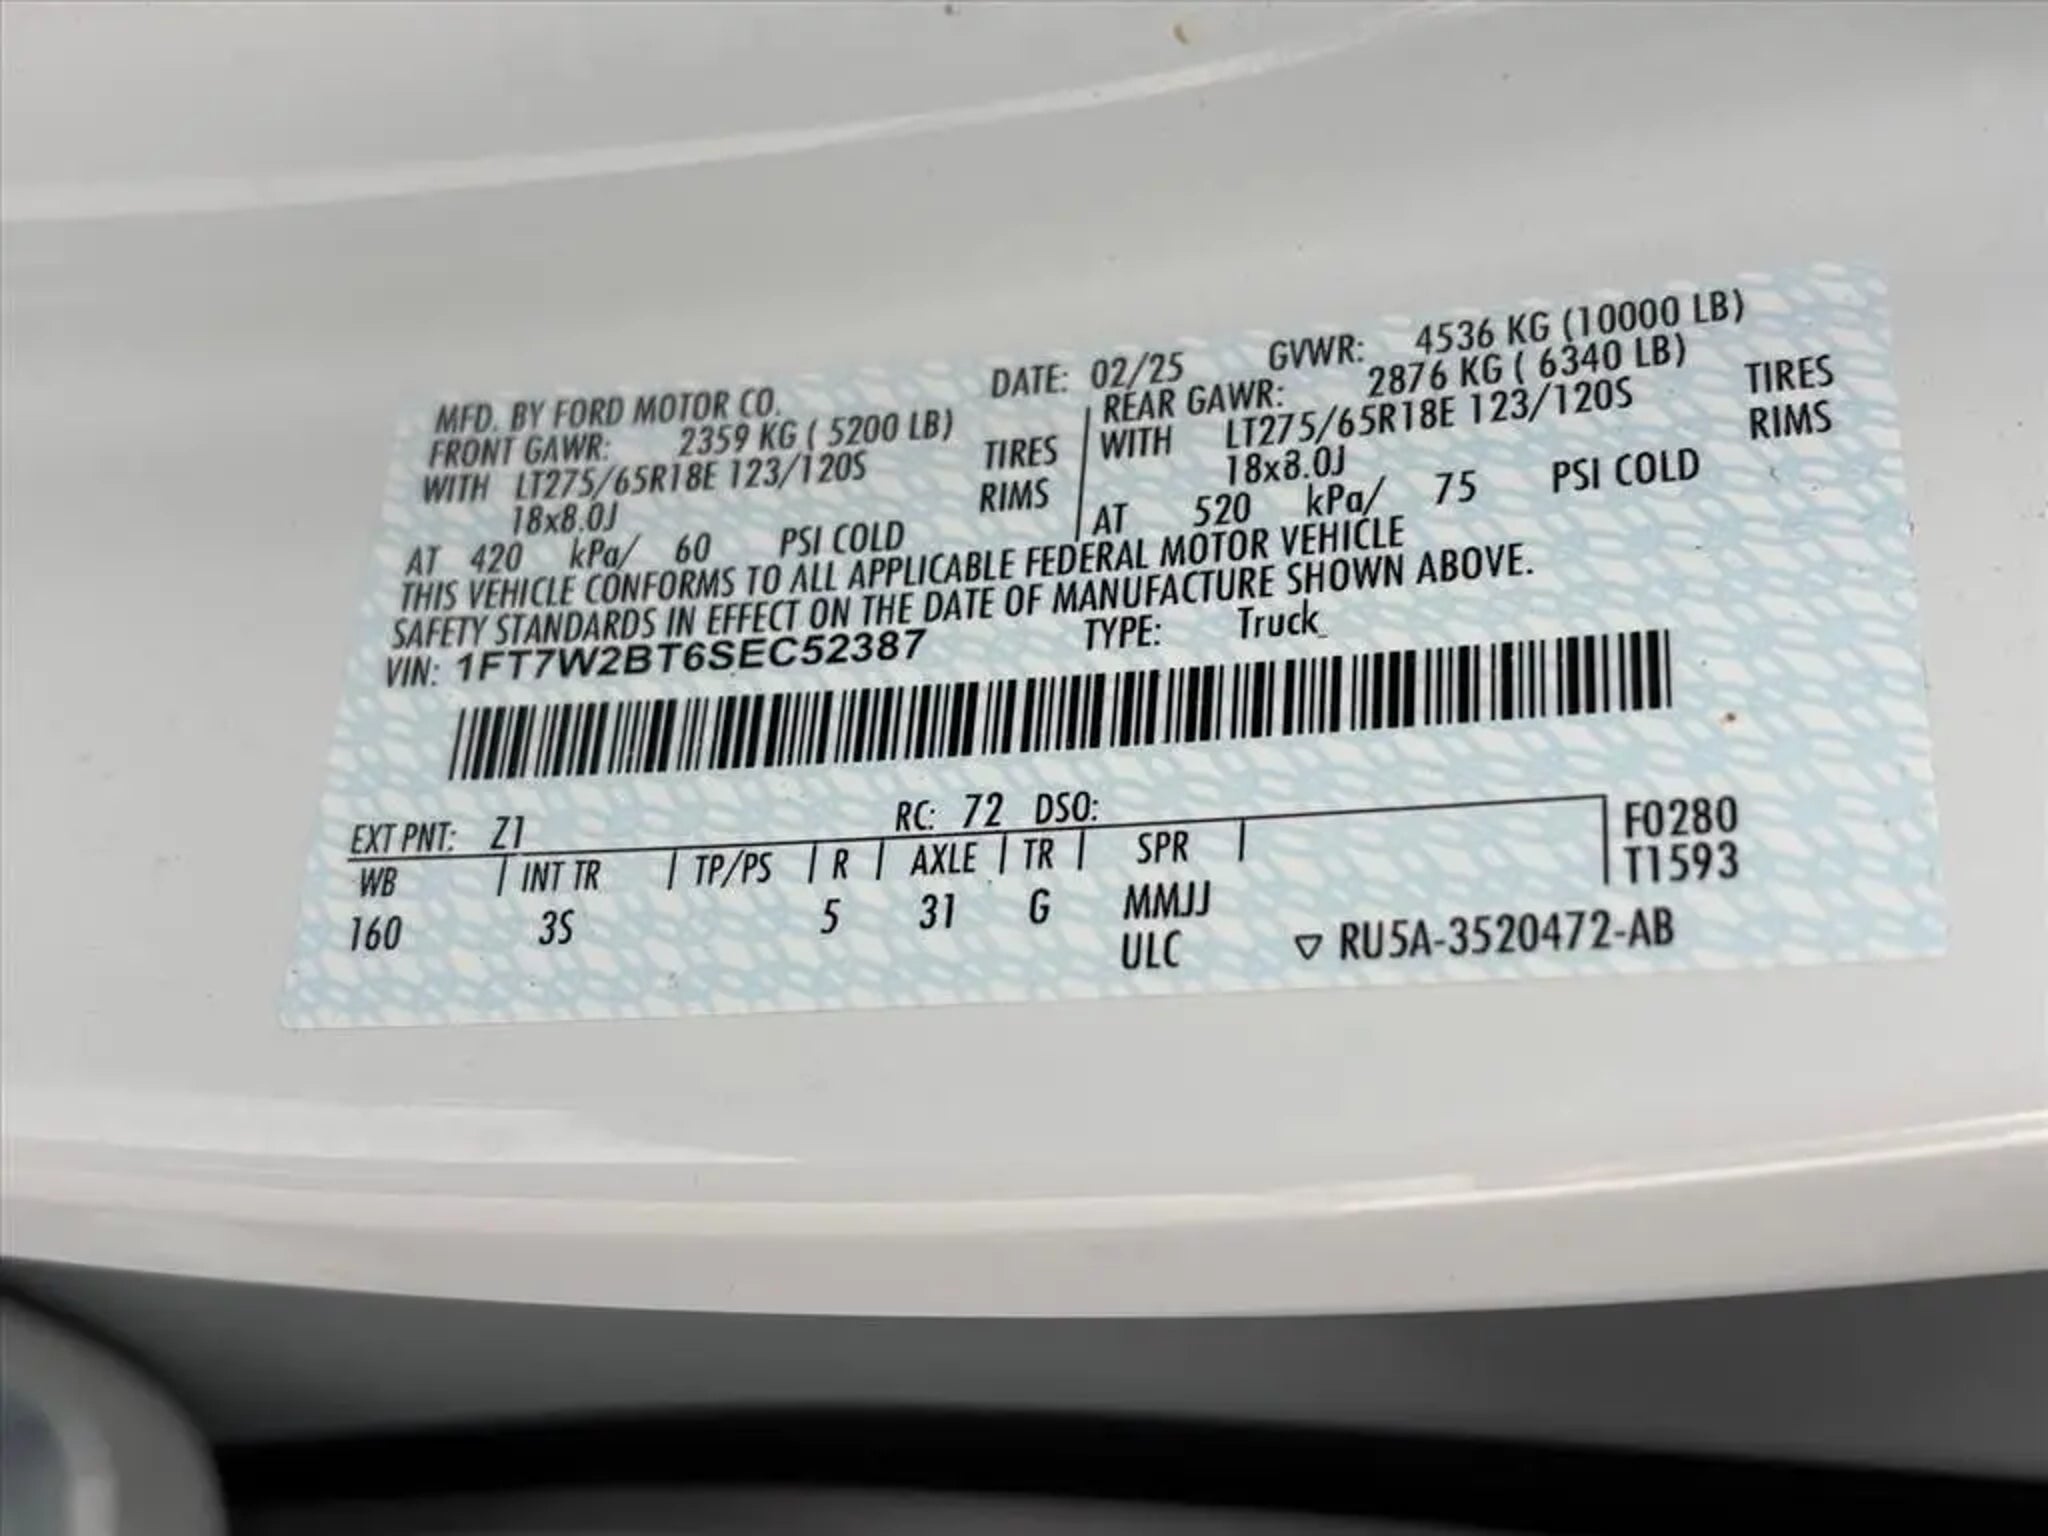 MFD. BY FORD MOTOR CO. DATE: 02/25 GVWR: 4536 KG (10000 LB)
FRONT GAWR: 2359 KG ( 5200 LB) REAR GAWR: 2876 KG ( 6340 LB)
WITH LT275/65R18E 123/120S TIRES WITH LT275/65R18E 123/120S TIRES
18x8.0J RIMS 18x8.0J RIMS
AT 420 kPa/ 60 PSI COLD AT 520 kPa/ 75 PSI COLD
THIS VEHICLE CONFORMS TO ALL APPLICABLE FEDERAL MOTOR VEHICLE
SAFETY STANDARDS IN EFFECT ON THE DATE OF MANUFACTURE SHOWN ABOVE.
VIN: 1FT7W2BT6SEC52387 TYPE: Truck
EXT PNT: Z1 RC: 72 DSO:
F0280
WB | INT TR | TP/PS | R | AXLE | TR | SPR |
T1593
160 3S 5 31 G MMJJ
ULC ▽ RU5A-3520472-AB